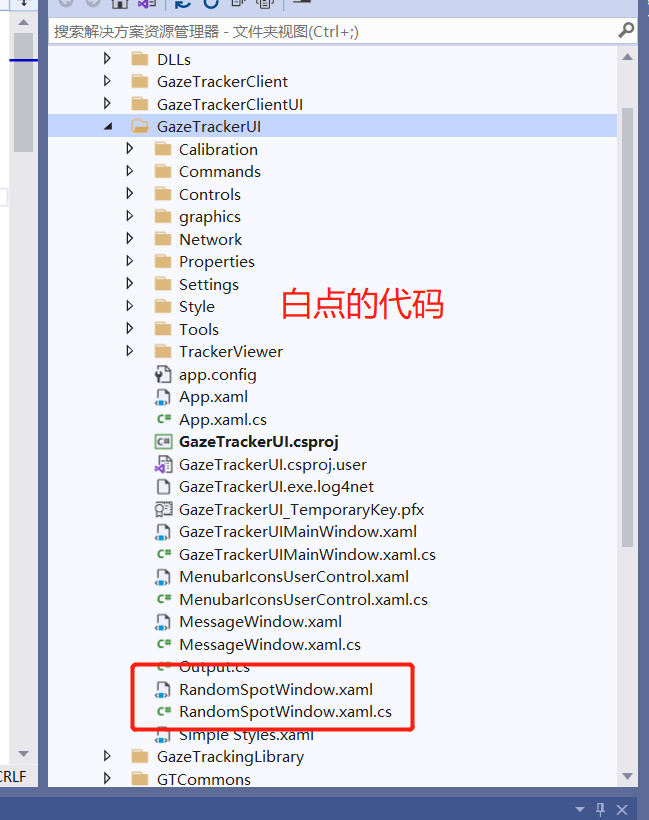 搜索解决方案资源管理器 - 文件夹视图(Ctrl+;)
DLLs
GazeTrackerClient
GazeTrackerClientUI
GazeTrackerUI
Calibration
Commands
Controls
graphics
Network
Properties
Settings
白点的代码
Style
Tools
TrackerViewer
app.config
App.xaml
C# App.xaml.cs
C# GazeTrackerUI.csproj
GazeTrackerUI.csproj.user
GazeTrackerUI.exe.log4net
GazeTrackerUI_TemporaryKey.pfx
GazeTrackerUIMainWindow.xaml
C# GazeTrackerUIMainWindow.xaml.cs
MenubarIconsUserControl.xaml
C# MenubarIconsUserControl.xaml.cs
MessageWindow.xaml
C# MessageWindow.xaml.cs
C# Output.cs
RandomSpotWindow.xaml
C# RandomSpotWindow.xaml.cs
Simple Styles.xaml
GazeTrackingLibrary
CRLF
GTCommons